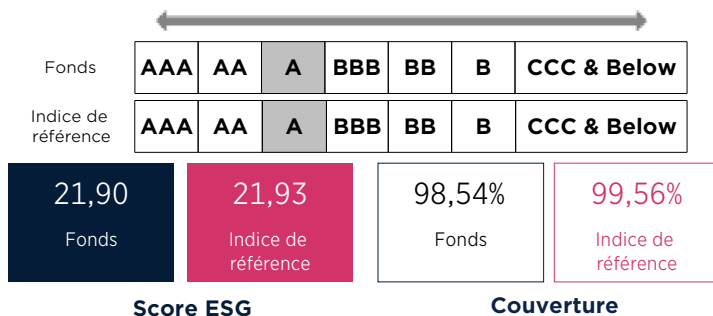 Fonds AAA AA A BBB BB B CCC & Below
Indice de
référence
AAA AA A BBB BB B CCC & Below
21,90 21,93 98,54% 99,56%
Fonds Indice de Fonds Indice de
référence référence
Score ESG Couverture